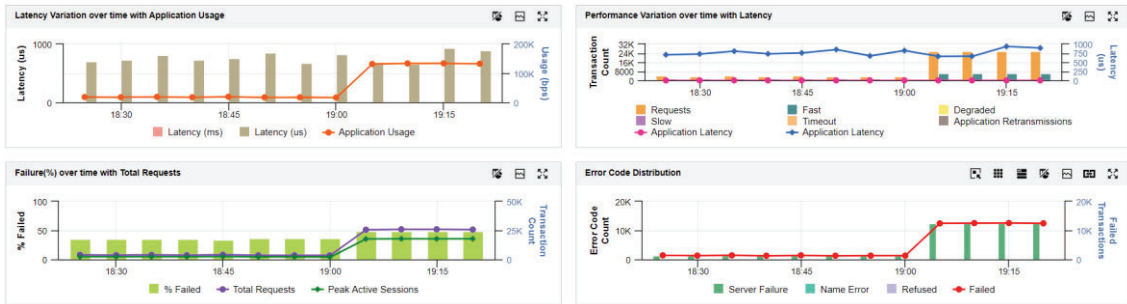 Latency Variation over time with Application Usage
Latency (us)
1000
0
200K
100K
0
Usage (bps)
18:30 18:45 19:00 19:15
Latency (ms) Latency (us) Application Usage
Performance Variation over time with Latency
Transaction Count
32K
24K
16K
8000
0
1000
750
500
250
0
Latency (us)
18:30 18:45 19:00 19:15
Requests Fast Degraded
Slow Timeout Application Retransmissions
Application Latency Application Latency
Failure(%) over time with Total Requests
% Failed
100
50
0
50K
25K
0
Transaction Count
18:30 18:45 19:00 19:15
% Failed Total Requests Peak Active Sessions
Error Code Distribution
Error Code Count
20K
10K
0
20K
10K
0
Failed Transactions
18:30 18:45 19:00 19:15
Server Failure Name Error Refused Failed